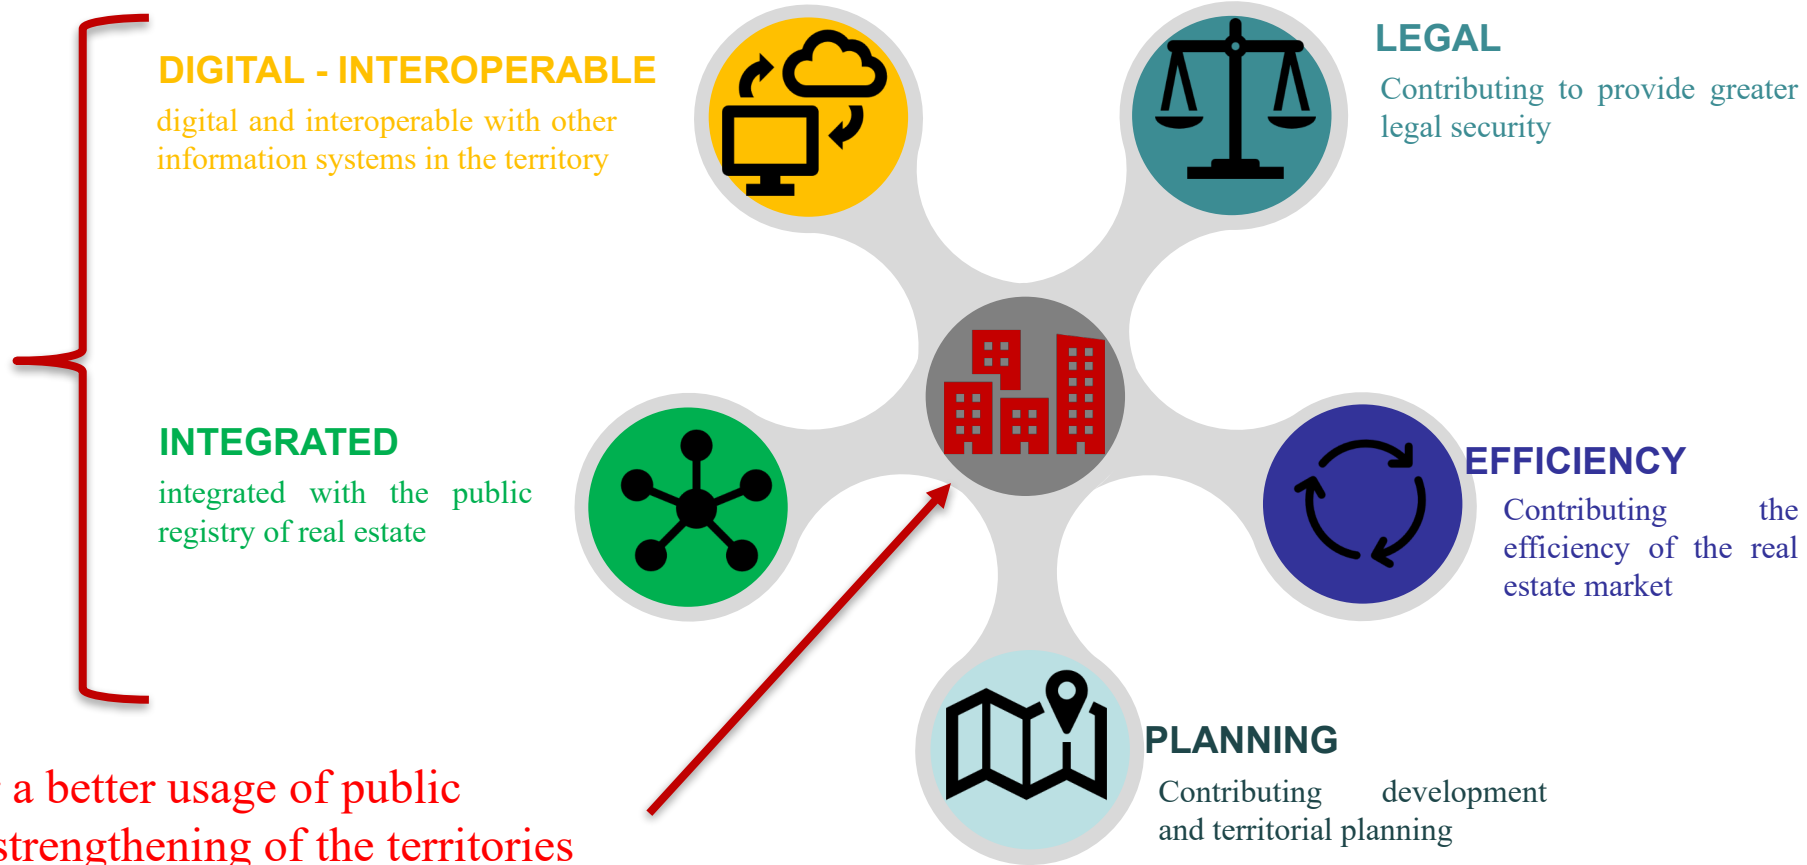 DIGITAL - INTEROPERABLE
digital and interoperable with other
information systems in the territory
LEGAL
Contributing to provide greater
legal security
INTEGRATED
integrated with the public
registry of real estate
EFFICIENCY
Contributing the
efficiency of the real
estate market
PLANNING
Contributing development
and territorial planning
a better usage of public
strengthening of the territories